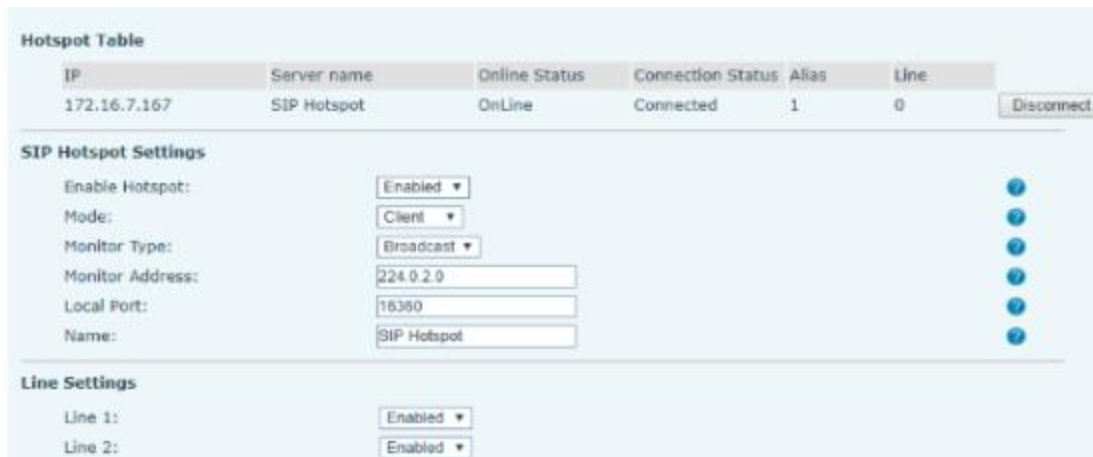 Hotspot Table
IP Server name Online Status Connection Status Alias Line
172.16.7.167 SIP Hotspot OnLine Connected 1 0 Disconnect
SIP Hotspot Settings
Enable Hotspot: Enabled
Mode: Client
Monitor Type: Broadcast
Monitor Address: 224.0.2.0
Local Port: 16360
Name: SIP Hotspot
Line Settings
Line 1: Enabled
Line 2: Enabled